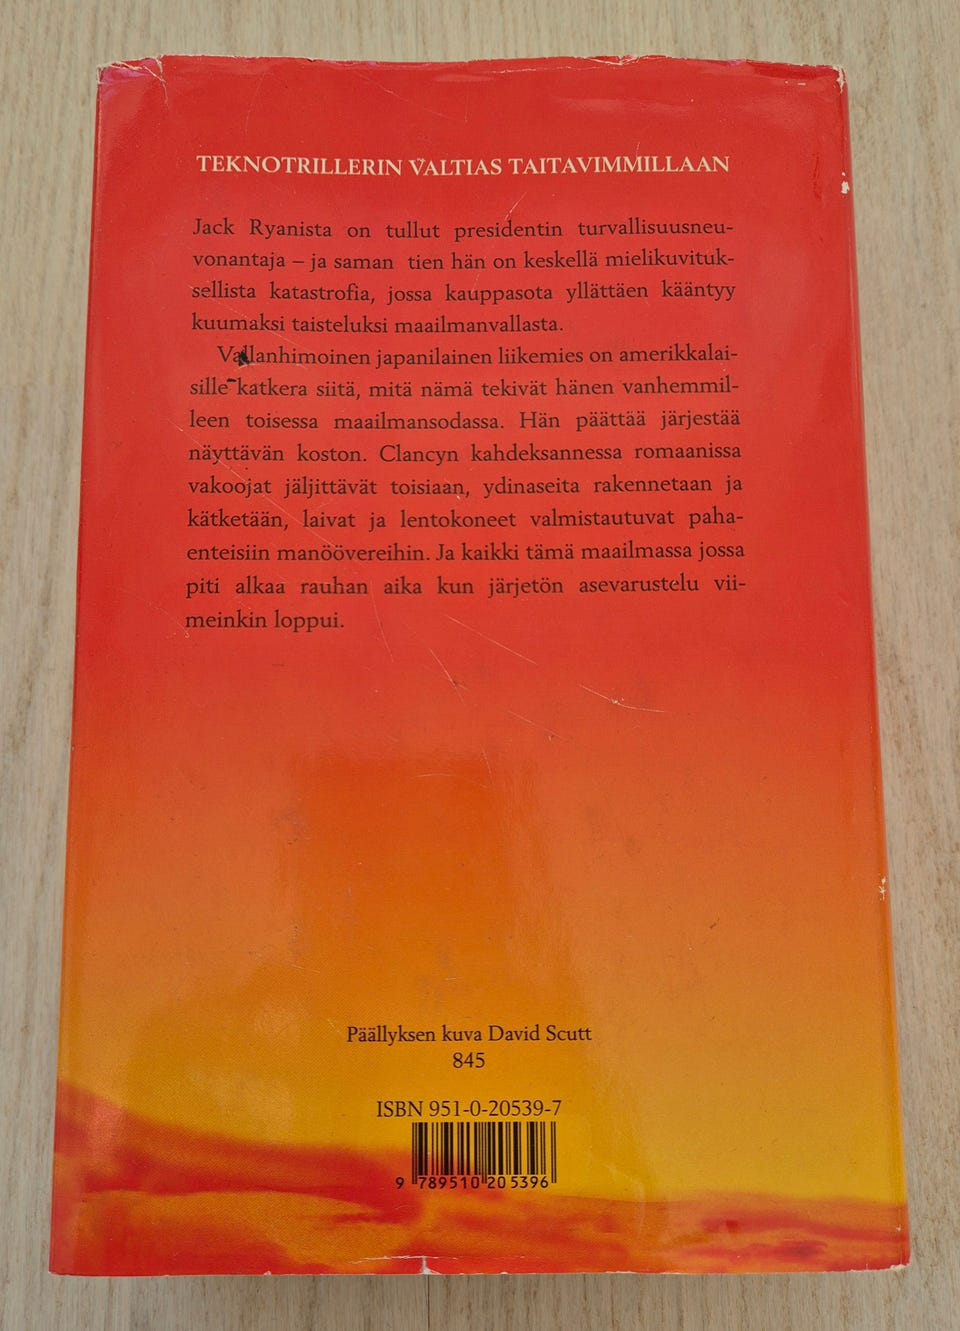 TEKNOTRILLERIN VALTIAS TAITAVIMMILLAAN
Jack Ryanista on tullut presidentin turvallisuusneu-
vonantaja – ja saman tien hän on keskellä mielikuvituk-
sellista katastrofia, jossa kauppasota yllättäen kääntyy
kuumaksi taisteluksi maailmanvallasta.
Vallanhimoinen japanilainen liikemies on amerikkalai-
sille katkera siitä, mitä nämä tekivät hänen vanhemmil-
leen toisessa maailmansodassa. Hän päättää järjestää
näyttävän koston. Clancyn kahdeksannessa romaanissa
vakoojat jäljittävät toisiaan, ydinaseita rakennetaan ja
kätketään, laivat ja lentokoneet valmistautuvat paha-
enteisiin manöövereihin. Ja kaikki tämä maailmassa jossa
piti alkaa rauhan aika kun järjetön asevarustelu vii-
meinkin loppui.
Päällyksen kuva David Scutt
845
ISBN 951-0-20539-7
9 789510 205396